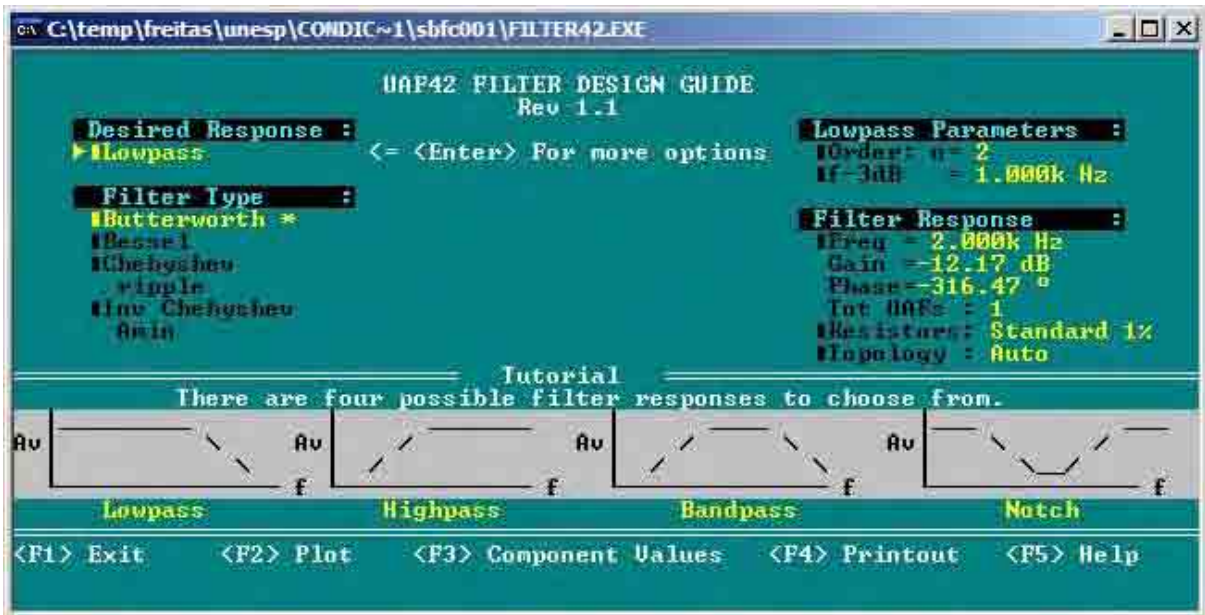 C:\temp\freitas\unesp\CONDIC~1\sbfc001\FILTER42.EXE
UAF42 FILTER DESIGN GUIDE
Rev 1.1
Desired Response :
Lowpass <= <Enter> For more options
Filter Type :
Butterworth *
Bessel
Chebyshev
ripple
Inv Chebyshev
Amin
Lowpass Parameters :
Order: n= 2
f-3dB = 1.000k Hz
Filter Response :
Freq = 2.000k Hz
Gain =-12.17 dB
Phase=-316.47 º
Tot UAFs : 1
Resistors: Standard 1%
Topology : Auto
Tutorial
There are four possible filter responses to choose from.
Av f Av f Av f Av f
Lowpass Highpass Bandpass Notch
<F1> Exit <F2> Plot <F3> Component Values <F4> Printout <F5> Help